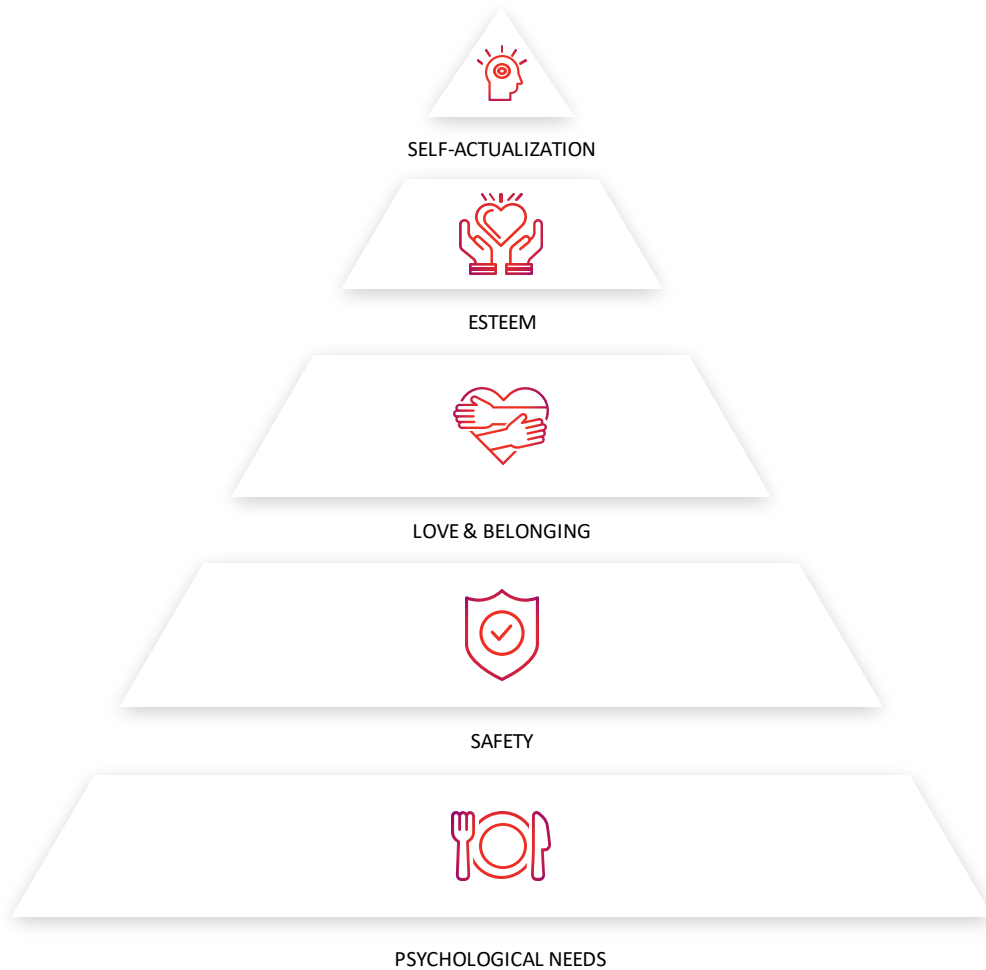 SELF-ACTUALIZATION
ESTEEM
LOVE & BELONGING
SAFETY
PSYCHOLOGICAL NEEDS